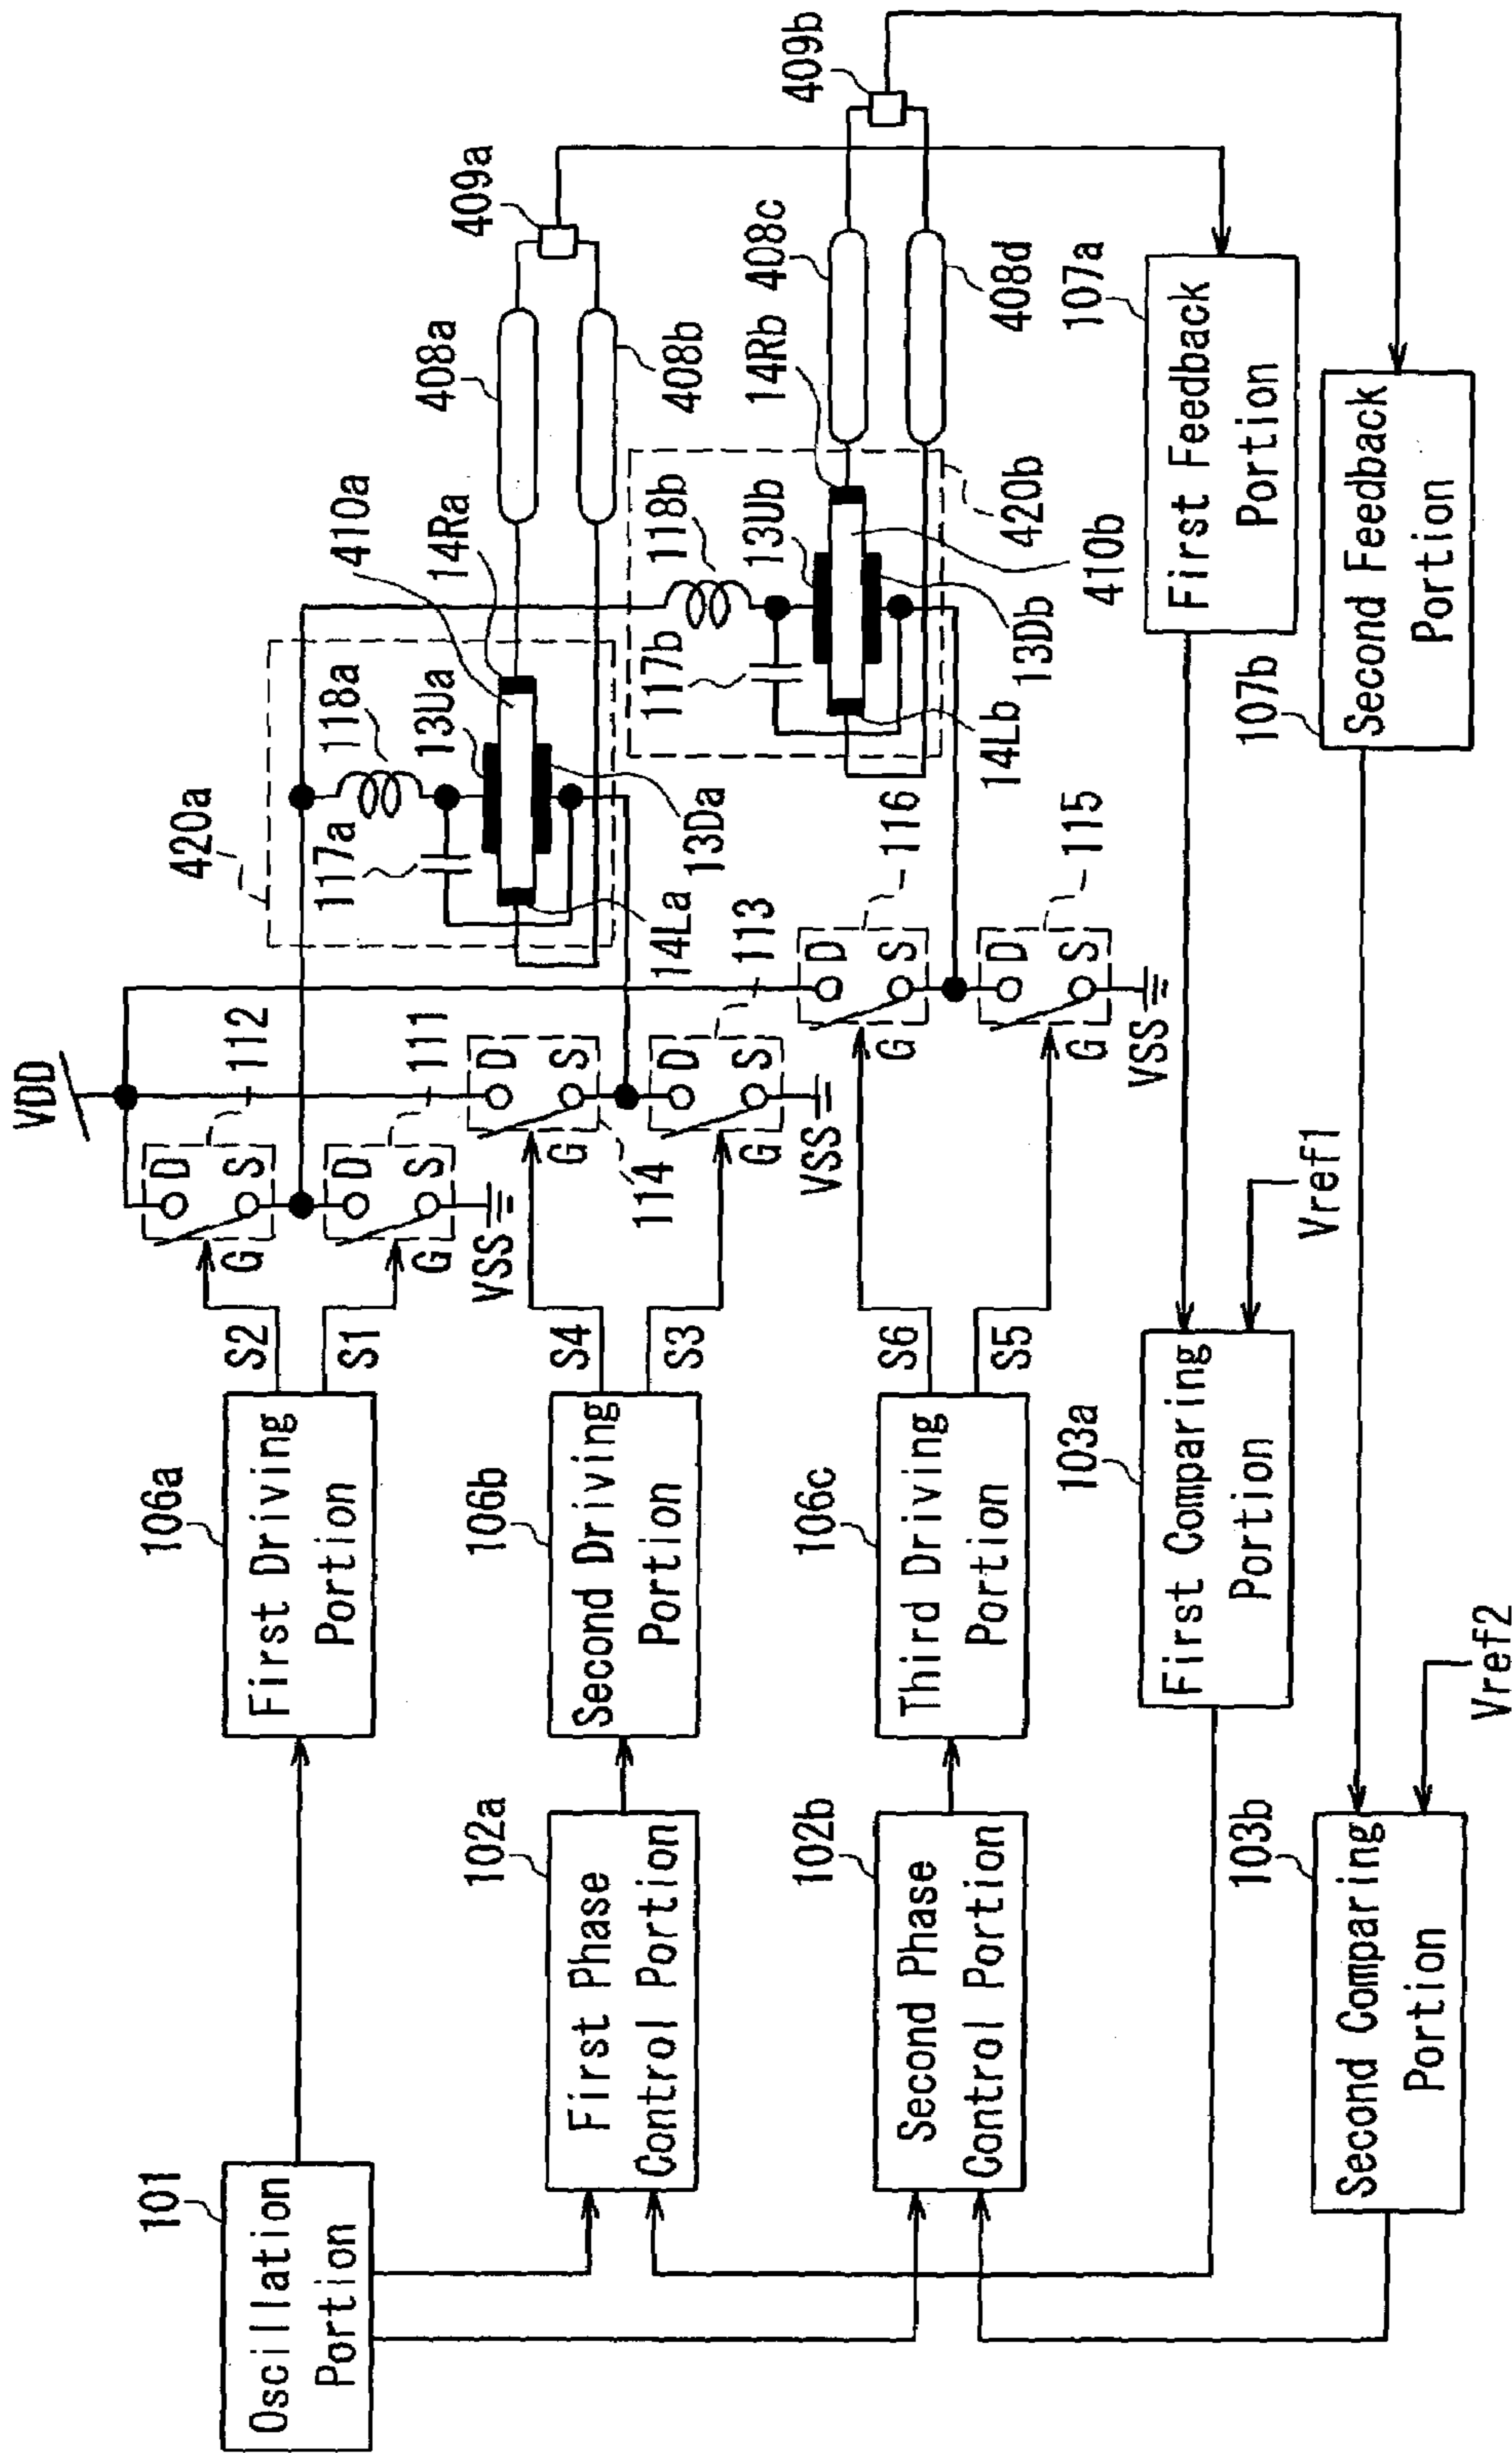 101
Oscillation
Portion
106a
First Driving
Portion
102a
First Phase
Control Portion
106b
Second Driving
Portion
102b
Second Phase
Control Portion
106c
Third Driving
Portion
103a
First Comparing
Portion
Vref1
103b
Second Comparing
Portion
Vref2
S2
S1
S4
S3
S6
S5
VDD
D
S
G
112
D
S
G
111
VSS
D
S
G
114
D
S
G
113
VSS
D
S
G
116
D
S
G
115
VSS
420a
117a
118a
13Ua
410a
14Ra
14La
13Da
408a
408b
409a
117b
118b
13Ub
14Rb
14Lb
13Db
410b
420b
408c
408d
409b
107a
First Feedback
Portion
107b
Second Feedback
Portion